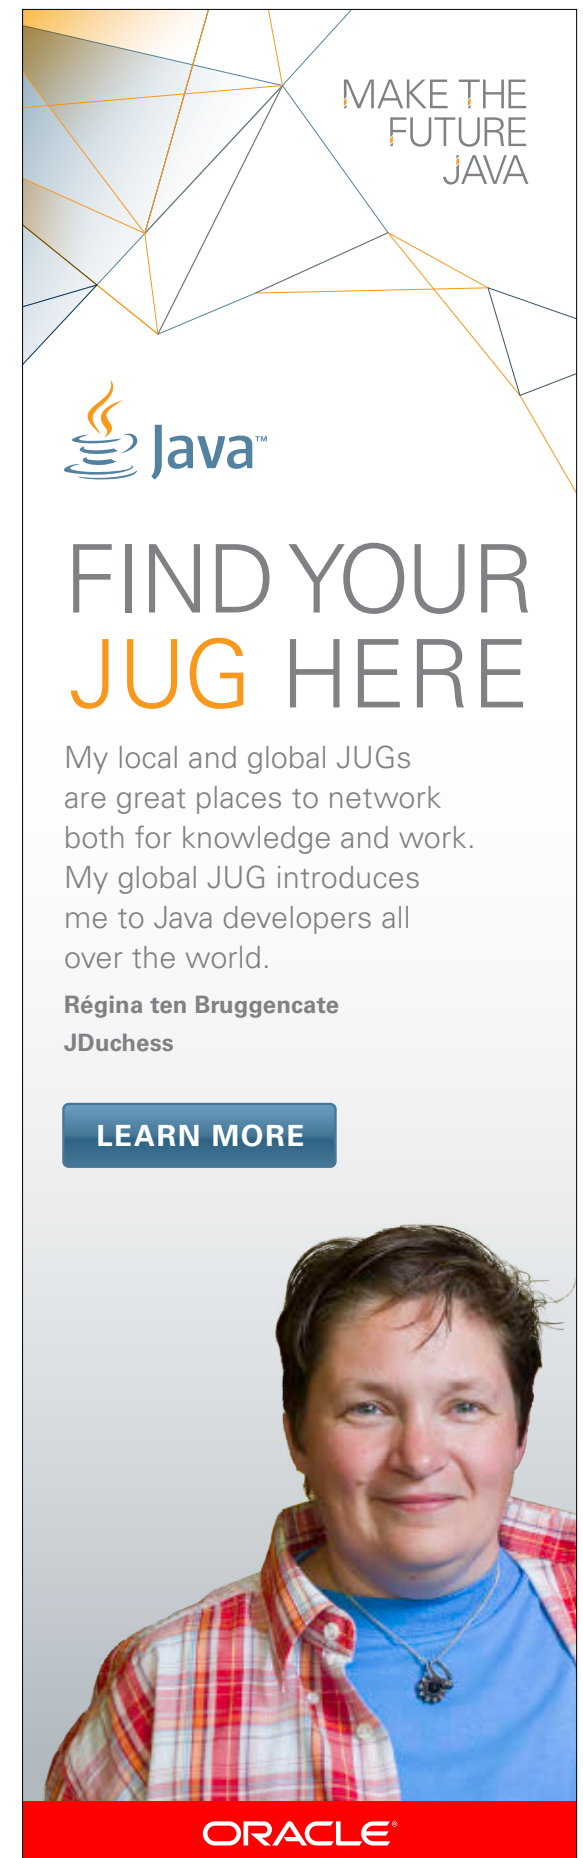 MAKE THE
FUTURE
JAVA
Java™
FIND YOUR
JUG HERE
My local and global JUGs
are great places to network
both for knowledge and work.
My global JUG introduces
me to Java developers all
over the world.
Régina ten Bruggencate
JDuchess
LEARN MORE
ORACLE®